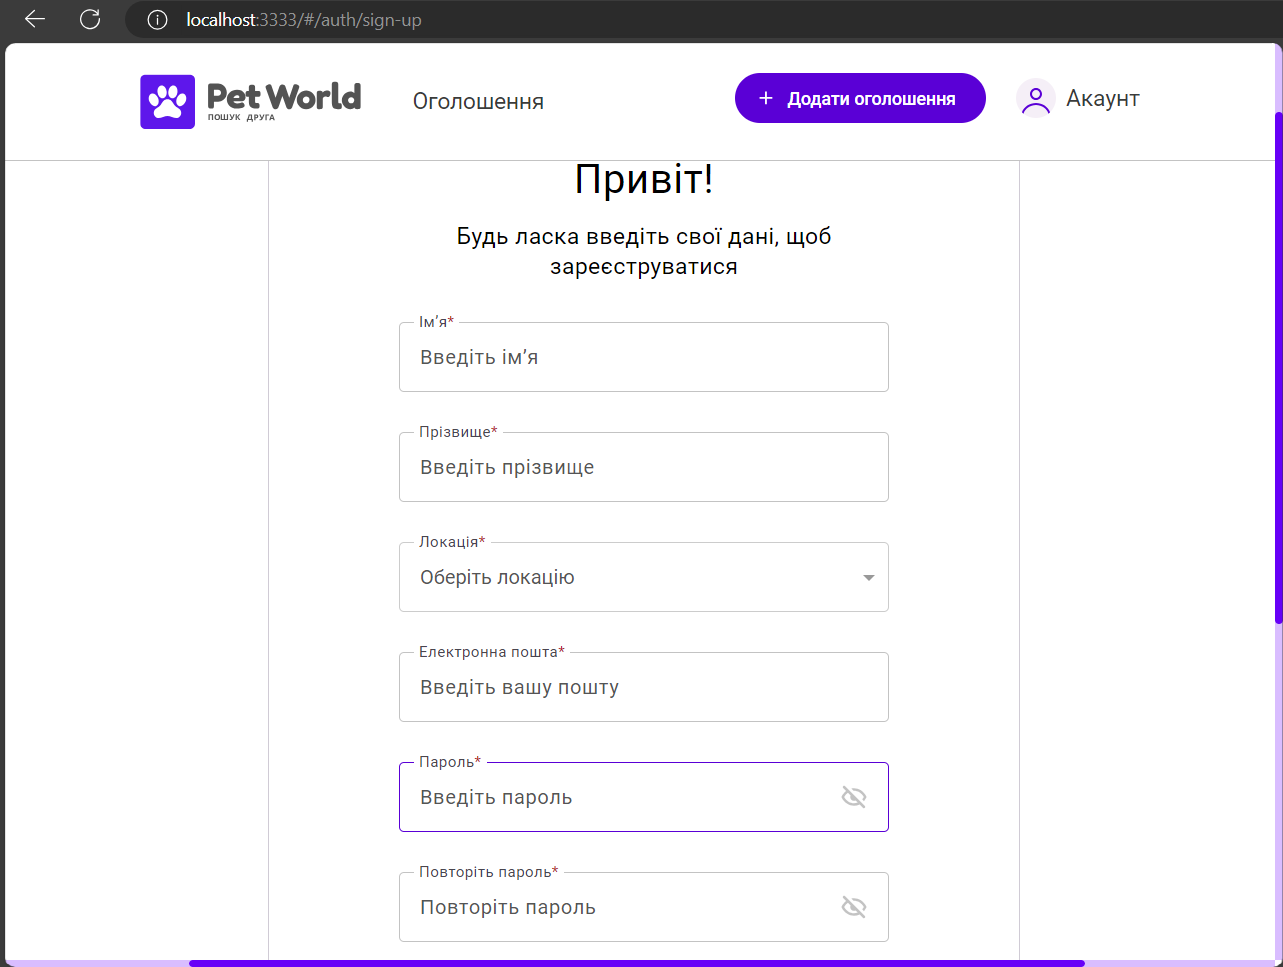 localhost:3333/#/auth/sign-up
Pet World
ПОШУК ДРУГА
Оголошення
+ Додати оголошення
Акаунт
Привіт!
Будь ласка введіть свої дані, щоб
зареєструватися
Ім’я*
Введіть ім’я
Прізвище*
Введіть прізвище
Локація*
Оберіть локацію
Електронна пошта*
Введіть вашу пошту
Пароль*
Введіть пароль
Повторіть пароль*
Повторіть пароль